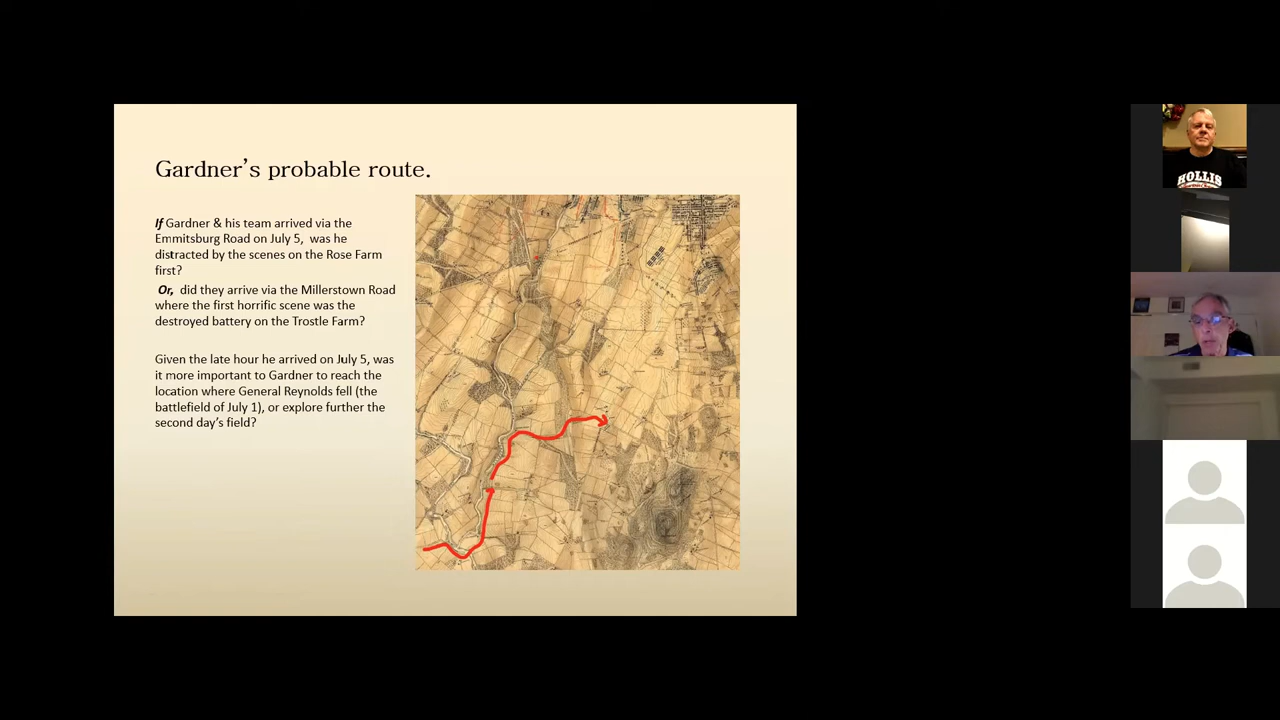 Gardner's probable route.
If Gardner & his team arrived via the
Emmitsburg Road on July 5, was he
distracted by the scenes on the Rose Farm
first?
Or, did they arrive via the Millerstown Road
where the first horrific scene was the
destroyed battery on the Trostle Farm?
Given the late hour he arrived on July 5, was
it more important to Gardner to reach the
location where General Reynolds fell (the
battlefield of July 1), or explore further the
second day's field?
HOLLIS